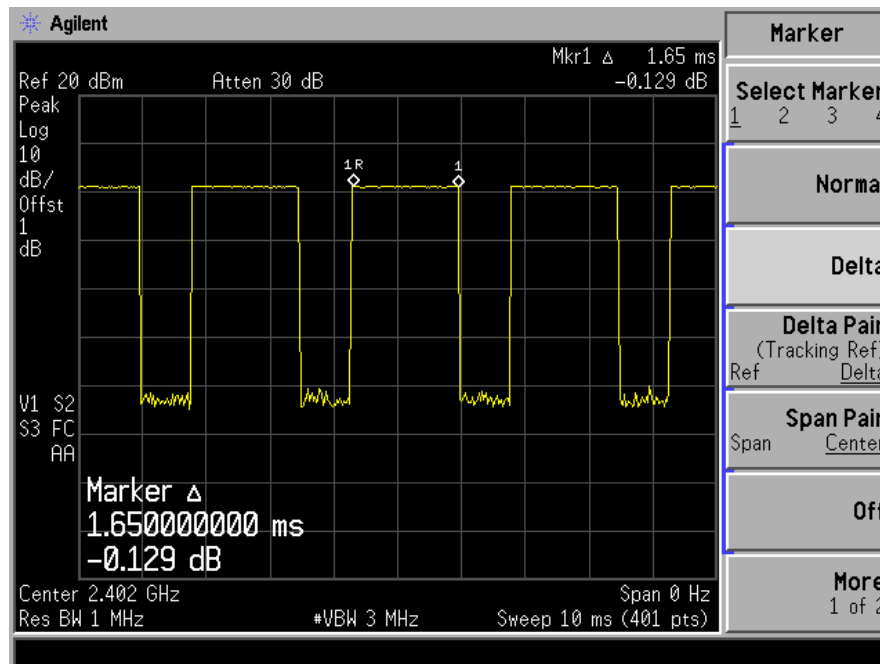 Agilent
Mkr1 Δ 1.65 ms
Ref 20 dBm Atten 30 dB -0.129 dB
Peak
Log
10
dB/
Offst
1
dB
1R 1
V1 S2
S3 FC
AA
Marker Δ
1.650000000 ms
-0.129 dB
Center 2.402 GHz Span 0 Hz
Res BW 1 MHz #VBW 3 MHz Sweep 10 ms (401 pts)
Marker
Select Marker
1 2 3 4
Norma
Delta
Delta Pair
(Tracking Ref)
Ref Delta
Span Pair
Span Center
Off
More
1 of 2